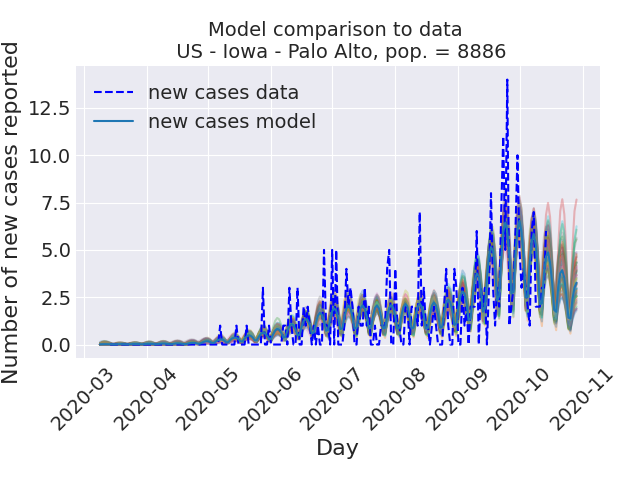 Model comparison to data
US - Iowa - Palo Alto, pop. = 8886
new cases data
new cases model
Number of new cases reported
12.5
10.0
7.5
5.0
2.5
0.0
2020-03
2020-04
2020-05
2020-06
2020-07
2020-08
2020-09
2020-10
2020-11
Day